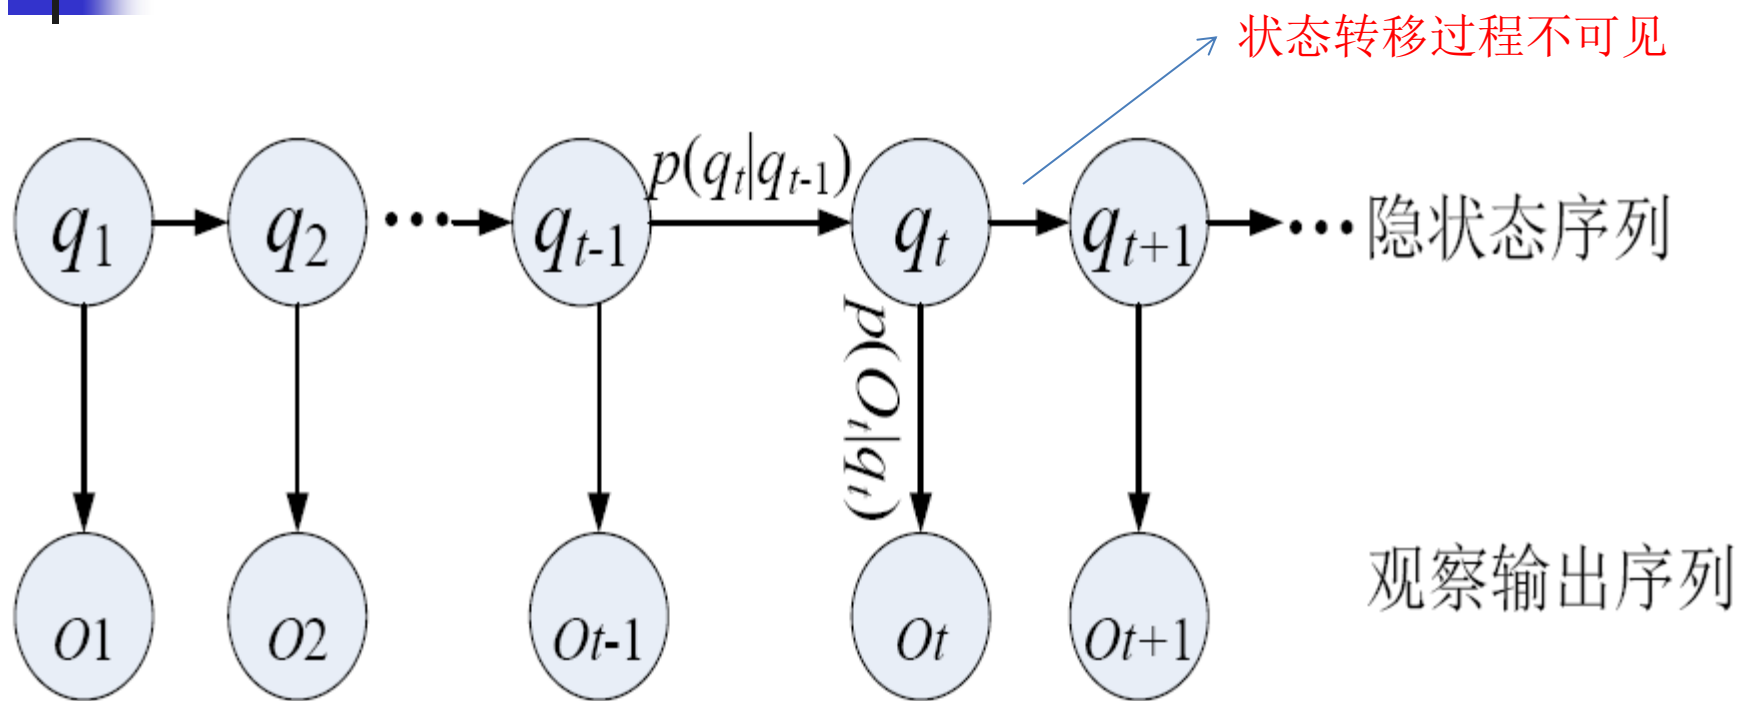 状态转移过程不可见
p(qt|qt-1)
q1 q2 ••• qt-1 qt qt+1 ••• 隐状态序列
p(Ot|qt)
O1 O2 Ot-1 Ot Ot+1 观察输出序列